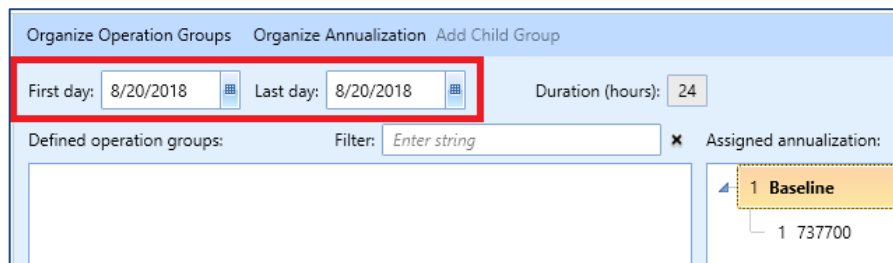 Organize Operation Groups Organize Annualization Add Child Group
First day: 8/20/2018 Last day: 8/20/2018 Duration (hours): 24
Defined operation groups: Filter: Enter string Assigned annualization:
1 Baseline
1 737700